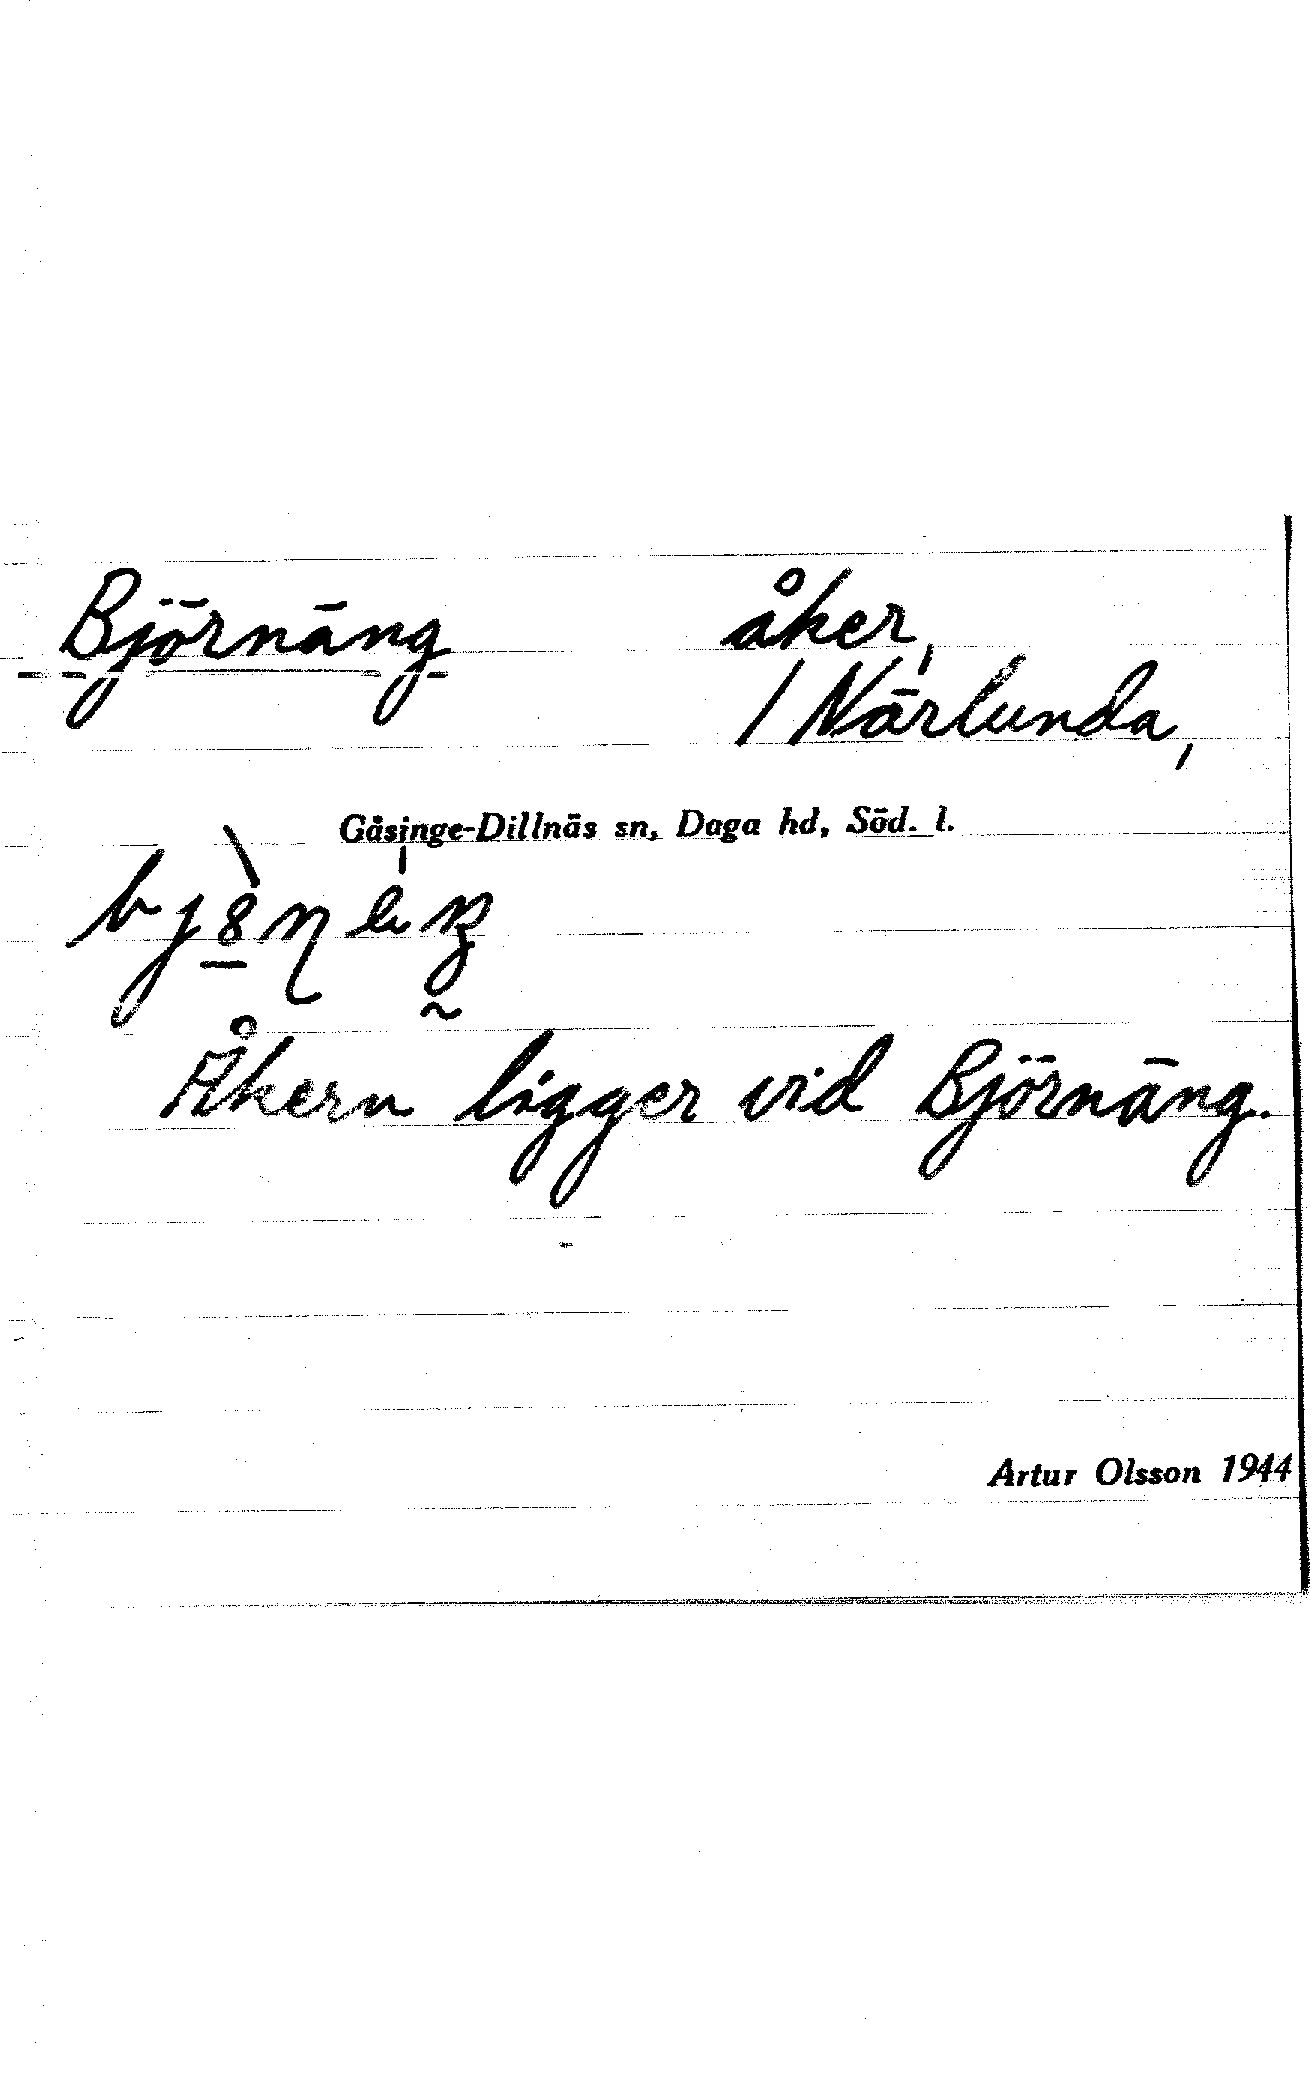 Björnäng åker,
/ Närlunda,
Gåsinge-Dillnäs sn, Daga hd, Söd. l.
Åkern ligger vid Björnäng.
Artur Olsson 1944